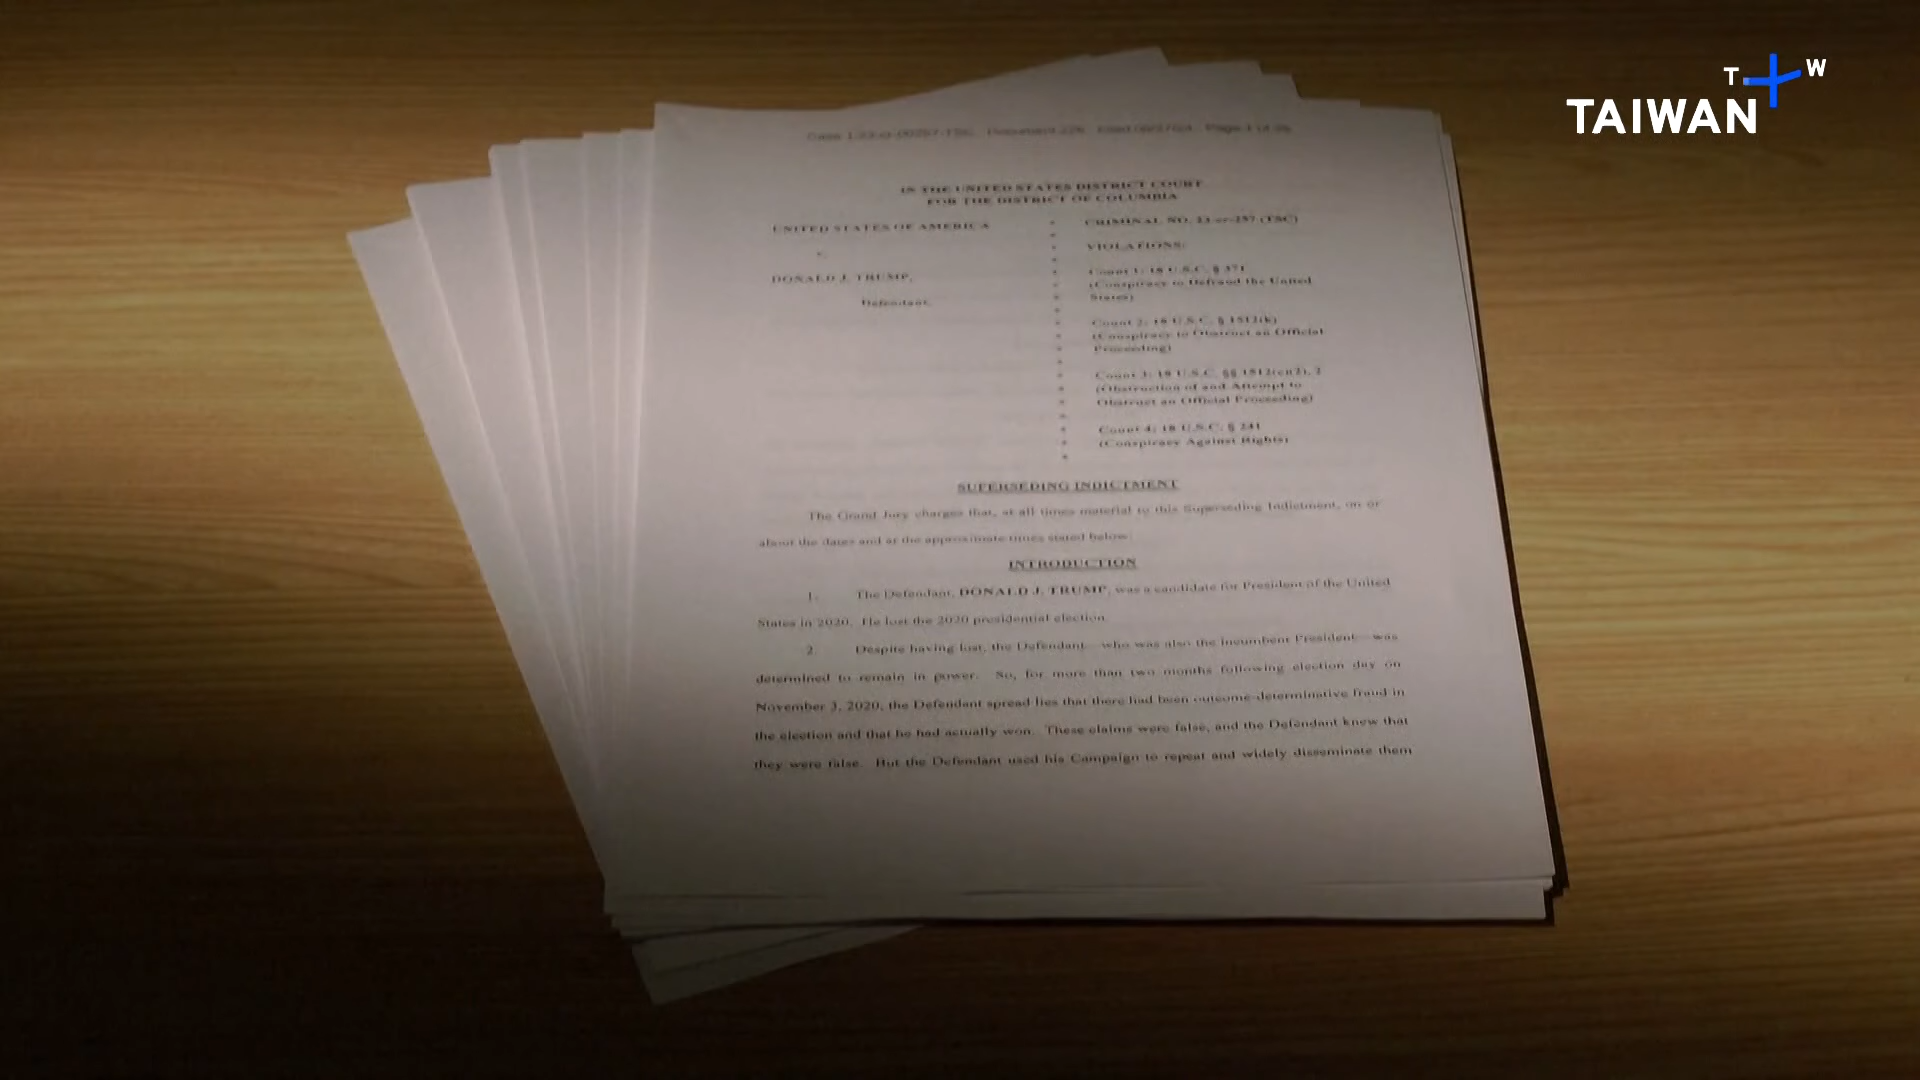 T W
TAIWAN
IN THE UNITED STATES DISTRICT COURT
FOR THE DISTRICT OF COLUMBIA
UNITED STATES OF AMERICA
v.
DONALD J. TRUMP,
Defendant.
CRIMINAL NO. 23-cr-257 (TSC)
VIOLATIONS:
Count 1: 18 U.S.C. § 371
(Conspiracy to Defraud the United
States)
Count 2: 18 U.S.C. § 1512(k)
(Conspiracy to Obstruct an Official
Proceeding)
Count 3: 18 U.S.C. §§ 1512(c)(2), 2
(Obstruction of and Attempt to
Obstruct an Official Proceeding)
Count 4: 18 U.S.C. § 241
(Conspiracy Against Rights)
SUPERSEDING INDICTMENT
The Grand Jury charges that, at all times material to this Superseding Indictment, on or
about the dates and at the approximate times stated below:
INTRODUCTION
1. The Defendant, DONALD J. TRUMP, was a candidate for President of the United
States in 2020. He lost the 2020 presidential election.
2. Despite having lost, the Defendant—who was also the incumbent President—was
determined to remain in power. So, for more than two months following election day on
November 3, 2020, the Defendant spread lies that there had been outcome-determinative fraud in
the election and that he had actually won. These claims were false, and the Defendant knew that
they were false. But the Defendant used his Campaign to repeat and widely disseminate them